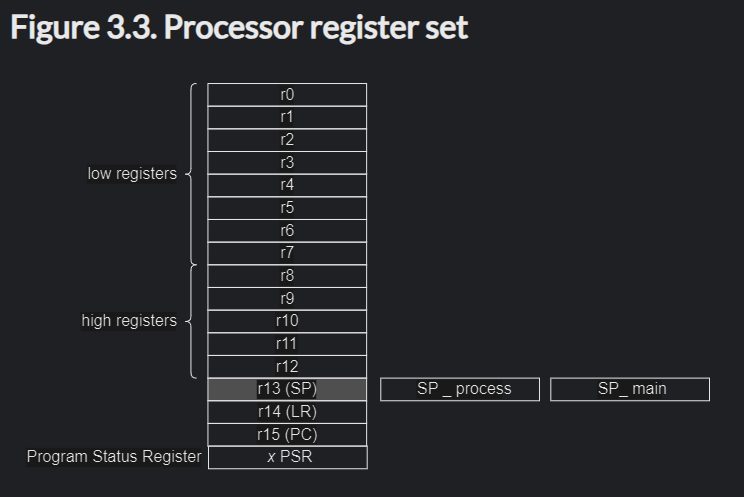 Figure 3.3. Processor register set
r0
r1
r2
r3
low registers
r4
r5
r6
r7
r8
r9
high registers
r10
r11
r12
r13 (SP)
SP _ process
SP_ main
r14 (LR)
r15 (PC)
Program Status Register
x PSR